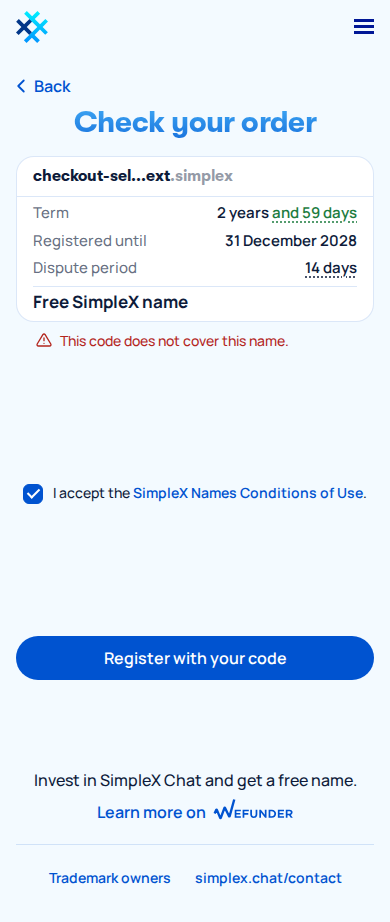 Back
Check your order
checkout-sel...ext.simplex
Term 2 years and 59 days
Registered until 31 December 2028
Dispute period 14 days
Free SimpleX name
This code does not cover this name.
I accept the SimpleX Names Conditions of Use.
Register with your code
Invest in SimpleX Chat and get a free name.
Learn more on WEFUNDER
Trademark owners simplex.chat/contact